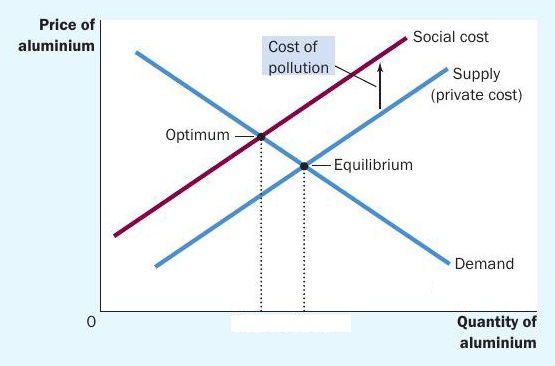 Price of
aluminium
Cost of
pollution
Social cost
Supply
(private cost)
Optimum
Equilibrium
Demand
0
Quantity of
aluminium